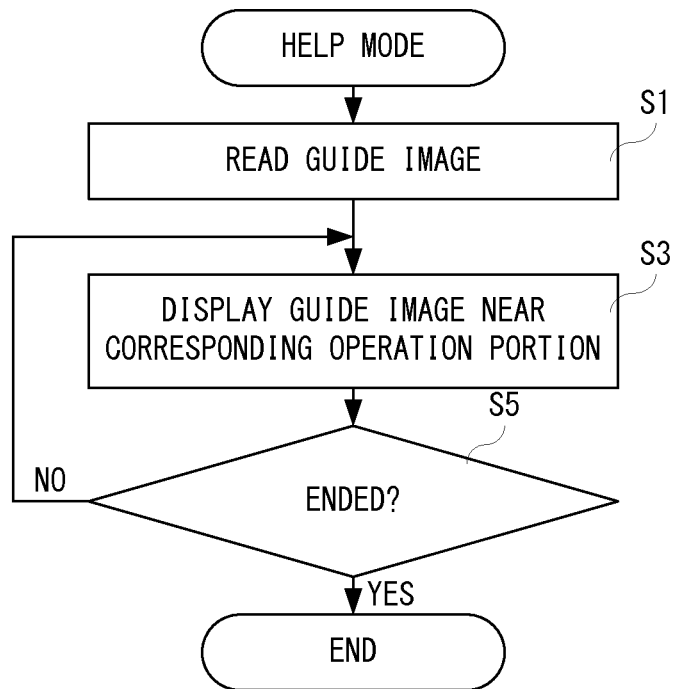 HELP MODE
S1
READ GUIDE IMAGE
S3
DISPLAY GUIDE IMAGE NEAR
CORRESPONDING OPERATION PORTION
S5
NO
ENDED?
YES
END